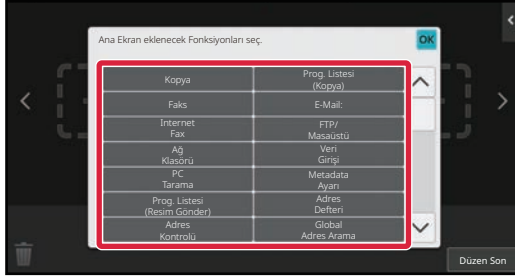 Ana Ekran eklenecek Fonksiyonları seç.
OK
Kopya
Prog. Listesi
(Kopya)
Faks
E-Mail:
Internet
Fax
FTP/
Masaüstü
Ağ
Klasörü
Veri
Girişi
PC
Tarama
Metadata
Ayarı
Prog. Listesi
(Resim Gönder)
Adres
Defteri
Adres
Kontrolü
Global
Adres Arama
Düzen Son